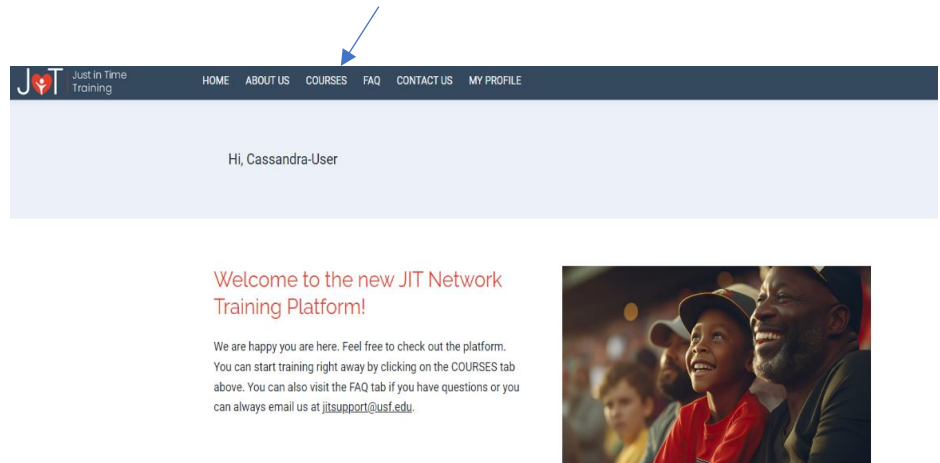 JiT Just in Time
Training
HOME ABOUT US COURSES FAQ CONTACT US MY PROFILE
Hi, Cassandra-User
Welcome to the new JIT Network
Training Platform!
We are happy you are here. Feel free to check out the platform.
You can start training right away by clicking on the COURSES tab
above. You can also visit the FAQ tab if you have questions or you
can always email us at jitsupport@usf.edu.